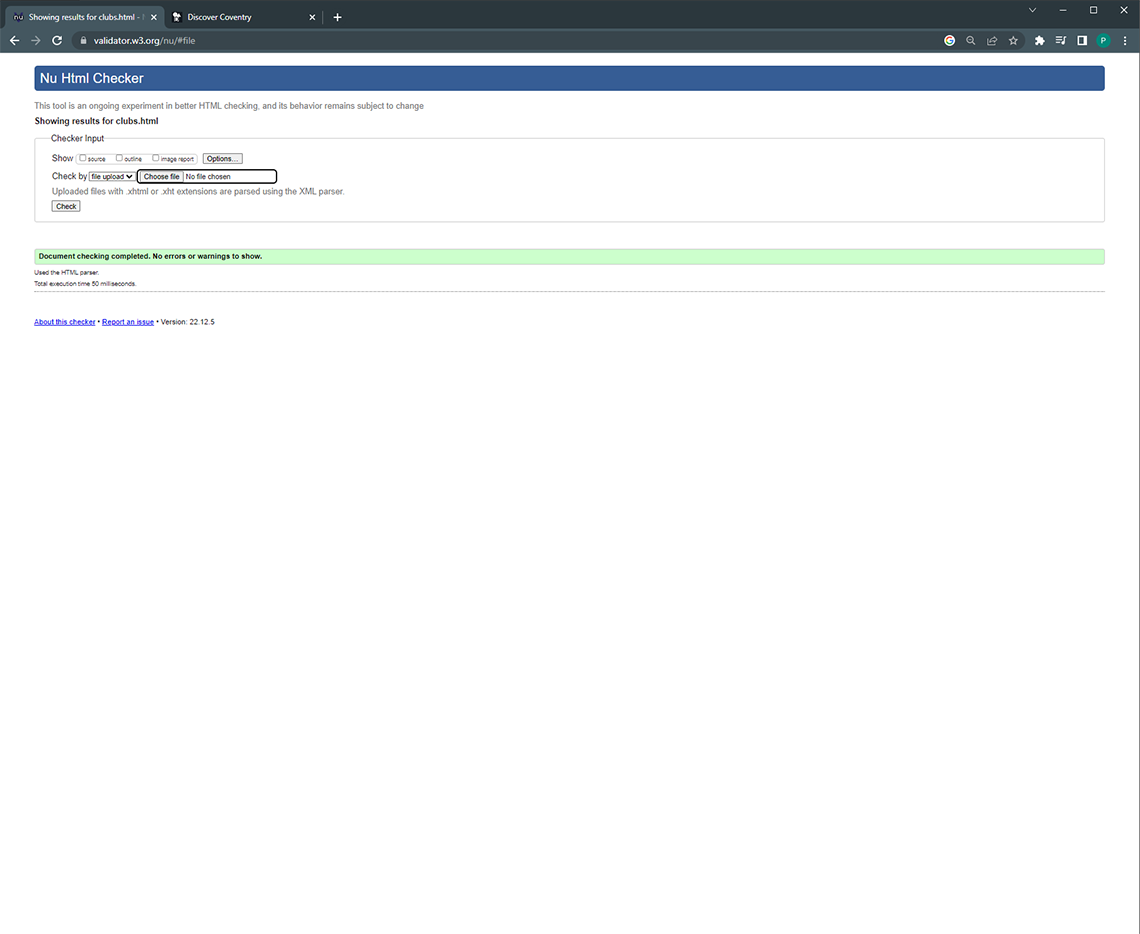 nu Showing results for clubs.html - Discover Coventry
validator.w3.org/nu/#file
P
Nu Html Checker
This tool is an ongoing experiment in better HTML checking, and its behavior remains subject to change
Showing results for clubs.html
Checker Input
Show source outline image report Options...
Check by file upload Choose file No file chosen
Uploaded files with .xhtml or .xht extensions are parsed using the XML parser.
Check
Document checking completed. No errors or warnings to show.
Used the HTML parser.
Total execution time 50 milliseconds.
About this checker • Report an issue • Version: 22.12.5